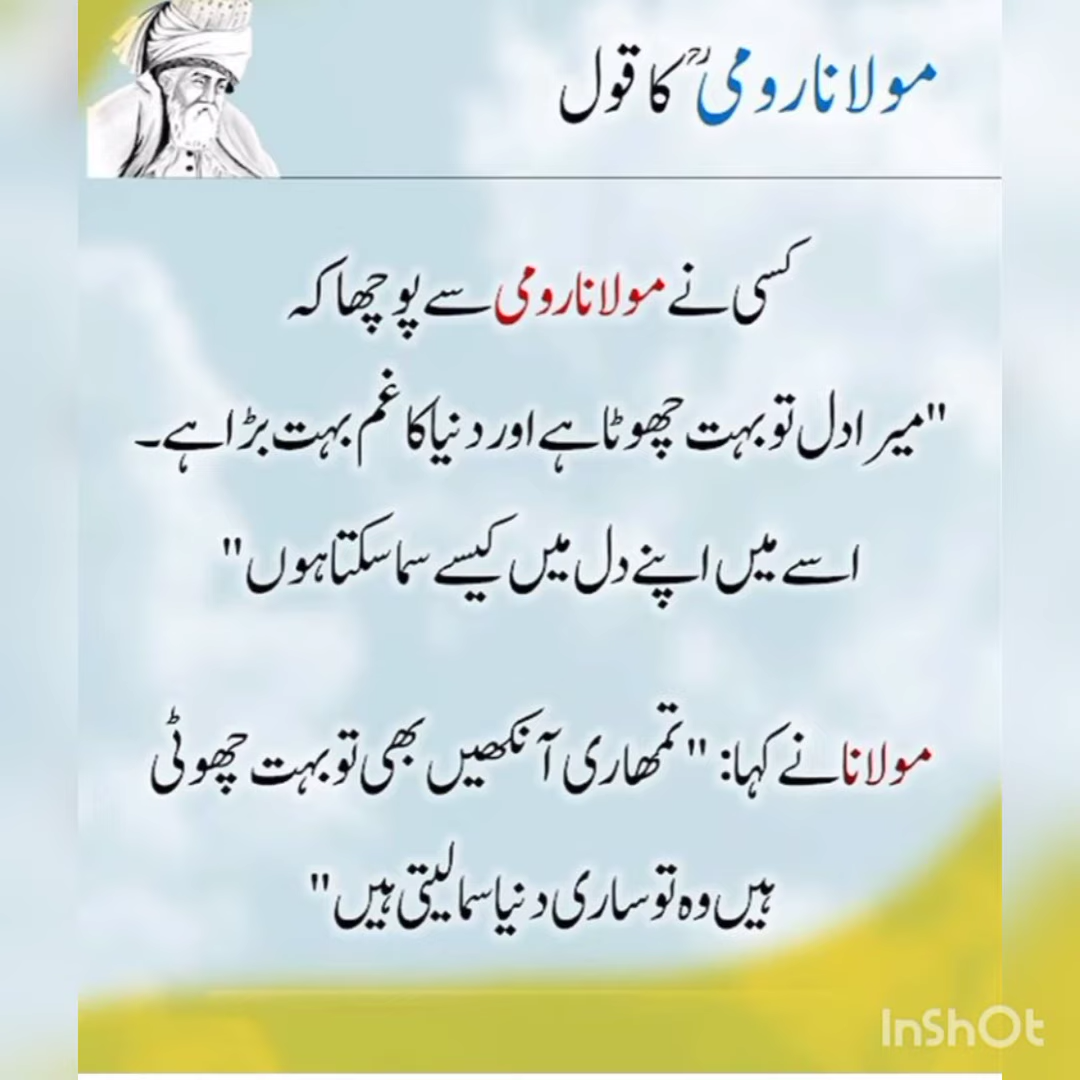 مولانا رومیؒ کا قول
کسی نے مولانا رومی سے پوچھا کہ
"میرا دل تو بہت چھوٹا ہے اور دنیا کا غم بہت بڑا ہے۔
اسے میں اپنے دل میں کیسے سما سکتا ہوں"
مولانا نے کہا: "تمھاری آنکھیں بھی تو بہت چھوٹی
ہیں وہ تو ساری دنیا سما لیتی ہیں"
InShOt